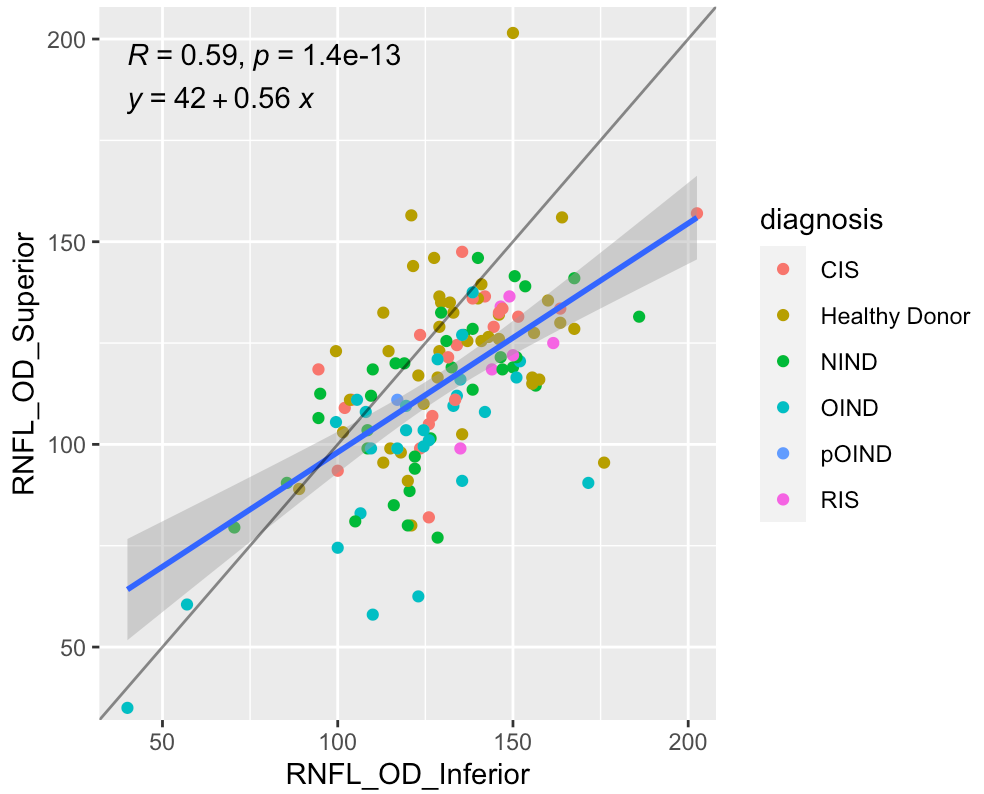 R = 0.59, p = 1.4e-13
y = 42 + 0.56 x
200
150
100
50
RNFL_OD_Superior
50
100
150
200
RNFL_OD_Inferior
diagnosis
CIS
Healthy Donor
NIND
OIND
pOIND
RIS